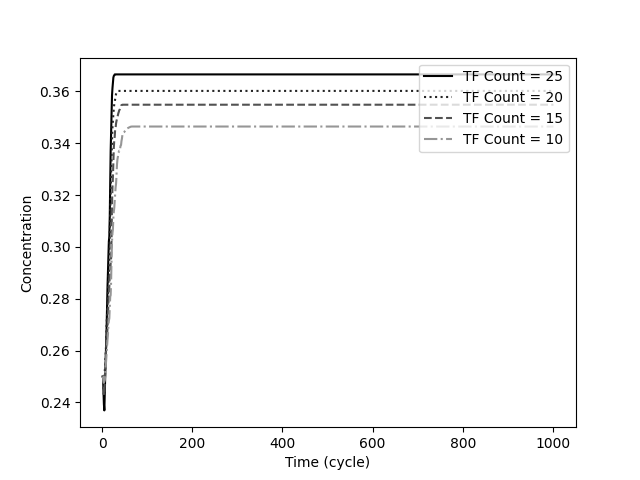 TF Count = 25
TF Count = 20
TF Count = 15
TF Count = 10
0.36
0.34
0.32
0.30
0.28
0.26
0.24
Concentration
0 200 400 600 800 1000
Time (cycle)